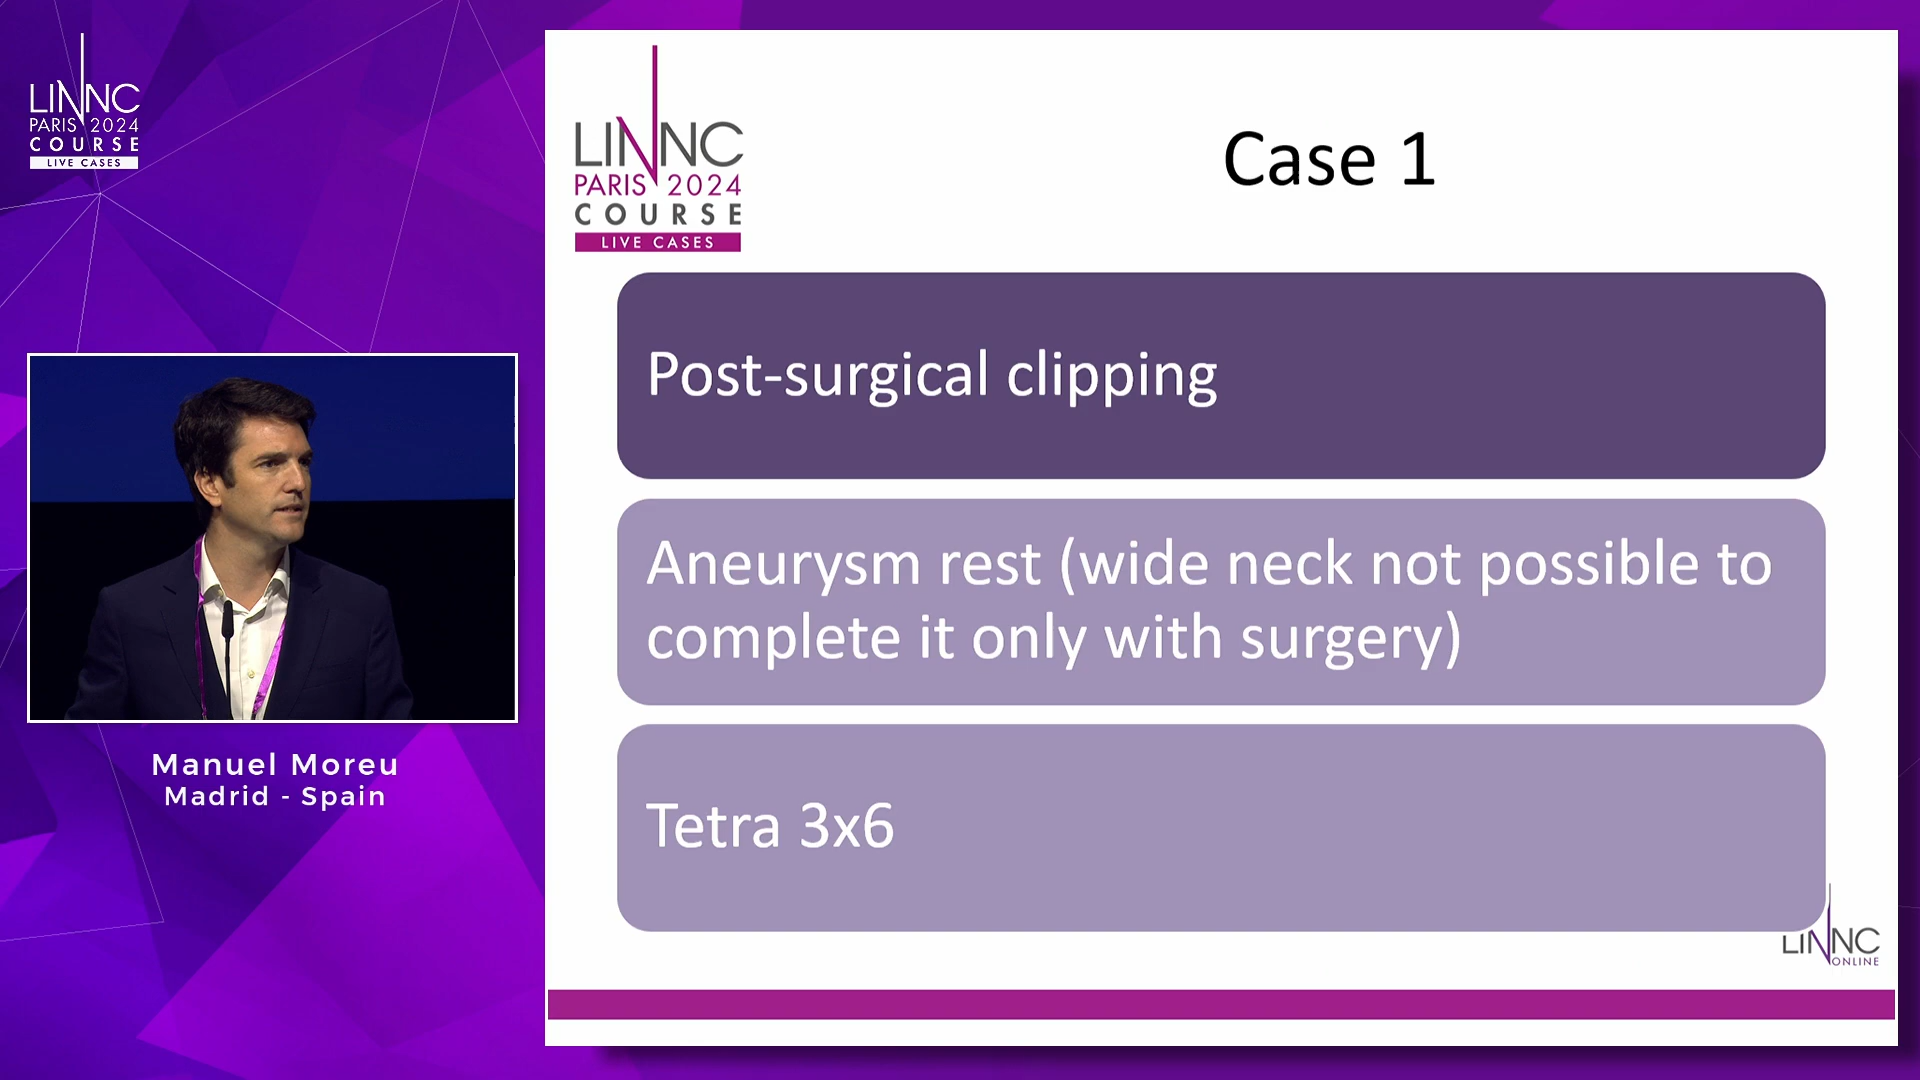 LINNC
PARIS 2024
COURSE
LIVE CASES
Manuel Moreu
Madrid - Spain
LINNC
PARIS 2024
COURSE
LIVE CASES
Case 1
Post-surgical clipping
Aneurysm rest (wide neck not possible to
complete it only with surgery)
Tetra 3x6
LINNC
ONLINE